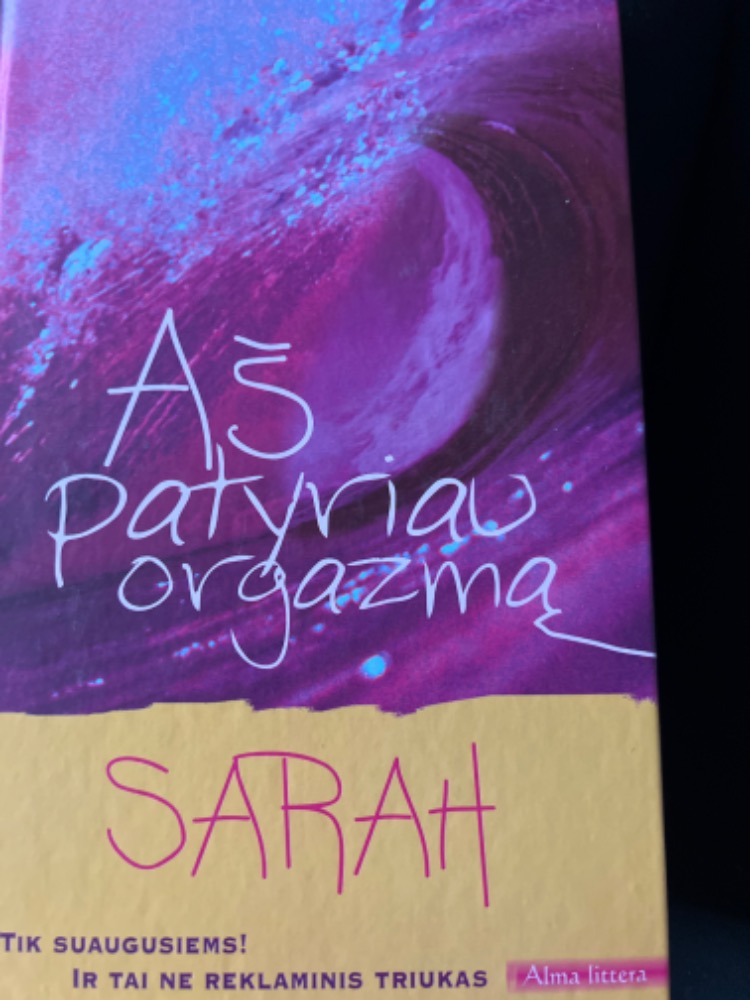 Aš
patyriau
orgazmą
SARAH
TIK SUAUGUSIEMS!
IR TAI NE REKLAMINIS TRIUKAS
Alma littera